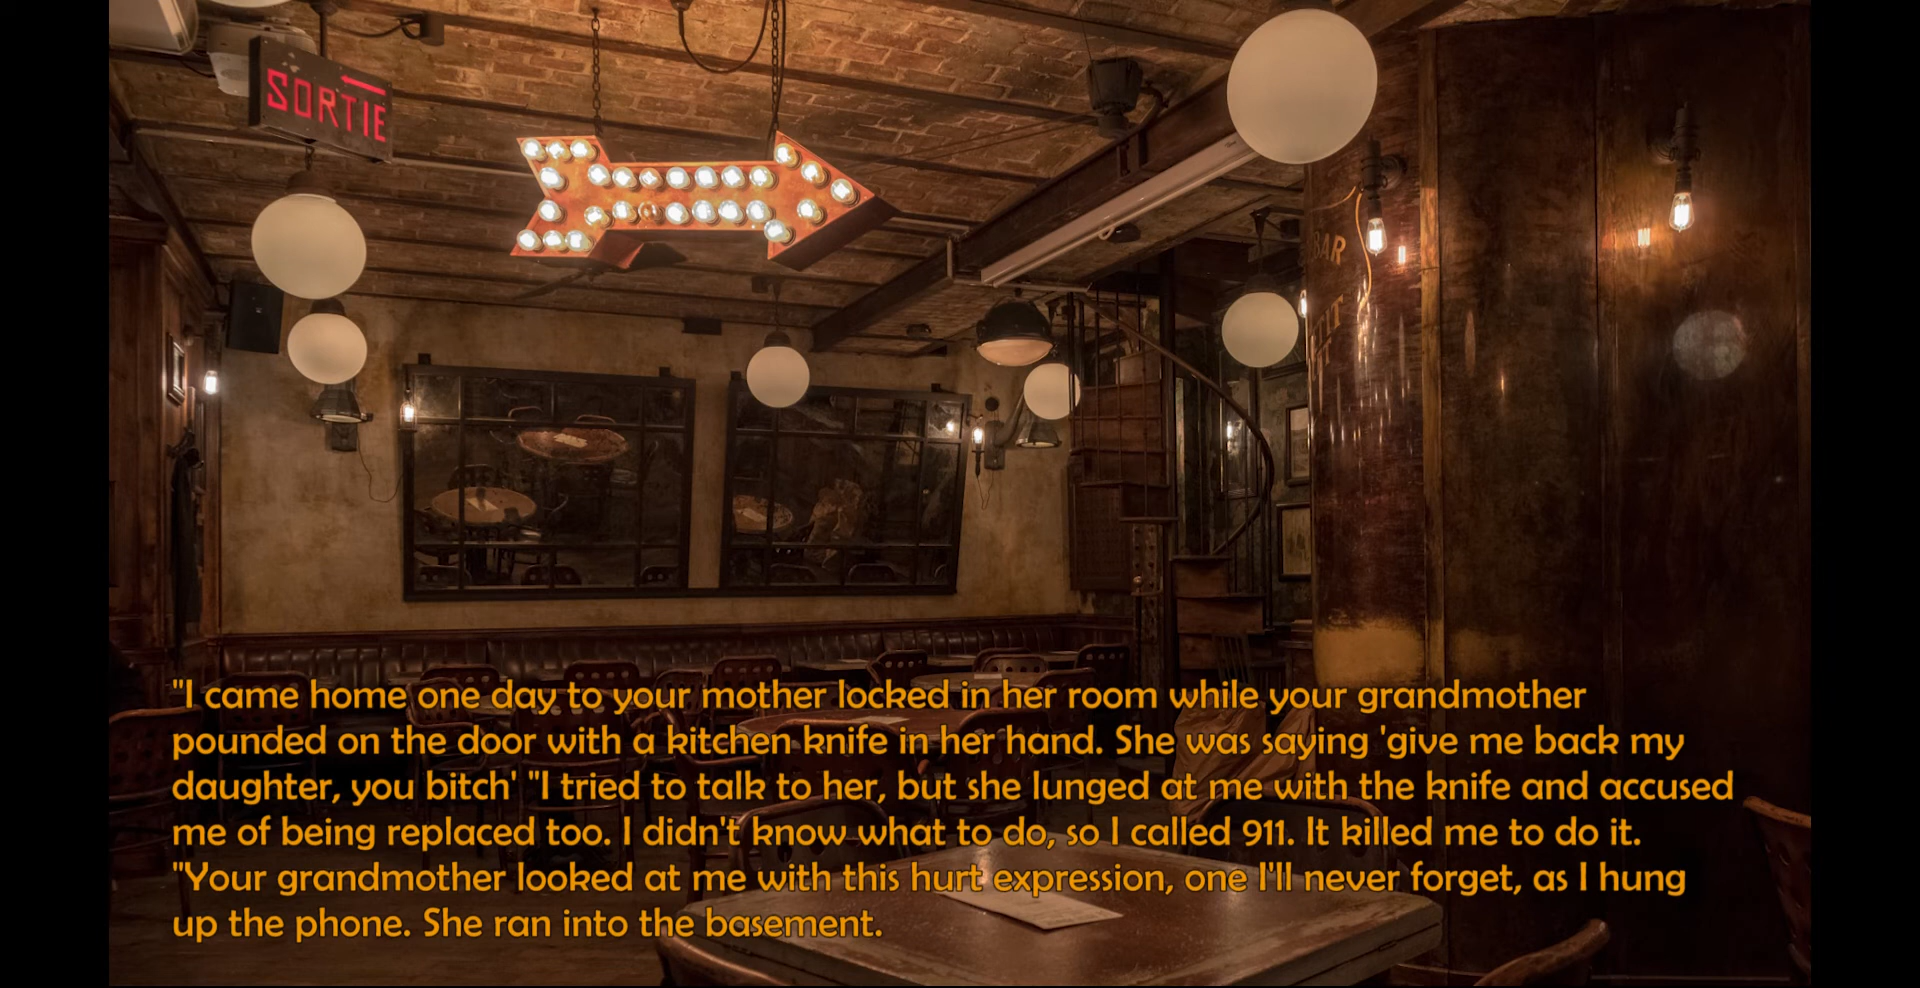 SORTIE
BAR
"I came home one day to your mother locked in her room while your grandmother
pounded on the door with a kitchen knife in her hand. She was saying 'give me back my
daughter, you bitch' "I tried to talk to her, but she lunged at me with the knife and accused
me of being replaced too. I didn't know what to do, so I called 911. It killed me to do it.
"Your grandmother looked at me with this hurt expression, one I'll never forget, as I hung
up the phone. She ran into the basement.